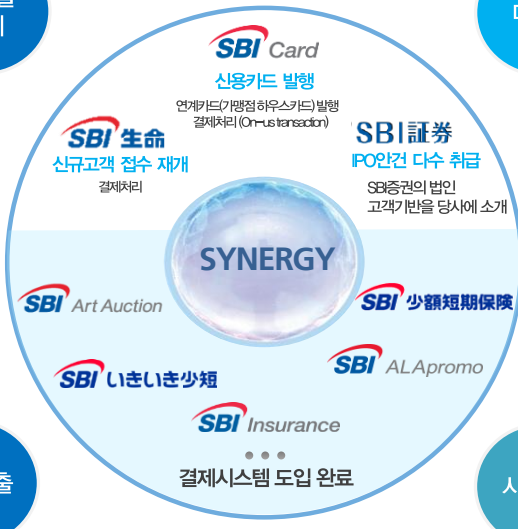 SBI Card
신용카드 발행
연계카드(가맹점 하우스카드) 발행
결제처리 (On-us transaction)
SBI 生命
신규고객 접수 재개
결제처리
SBI証券
IPO안건 다수 취급
SBI증권의 법인
고객기반을 당사에 소개
SYNERGY
SBI Art Auction
SBI 少額短期保険
SBI ALApromo
SBI いきいき少短
SBI Insurance
결제시스템 도입 완료